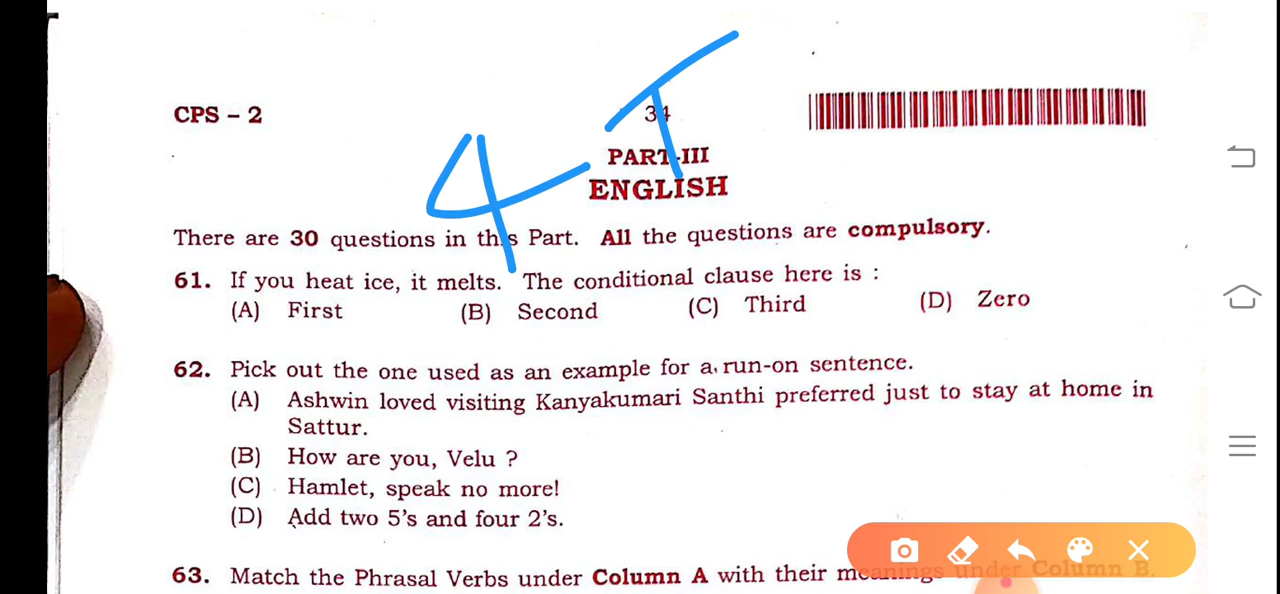 CPS – 2
34
4 T
PART-III
ENGLISH
There are 30 questions in this Part. All the questions are compulsory.
61. If you heat ice, it melts. The conditional clause here is :
(A) First (B) Second (C) Third (D) Zero
62. Pick out the one used as an example for a run-on sentence.
(A) Ashwin loved visiting Kanyakumari Santhi preferred just to stay at home in
Sattur.
(B) How are you, Velu ?
(C) Hamlet, speak no more!
(D) Add two 5's and four 2's.
63. Match the Phrasal Verbs under Column A with their meanings under Column B.